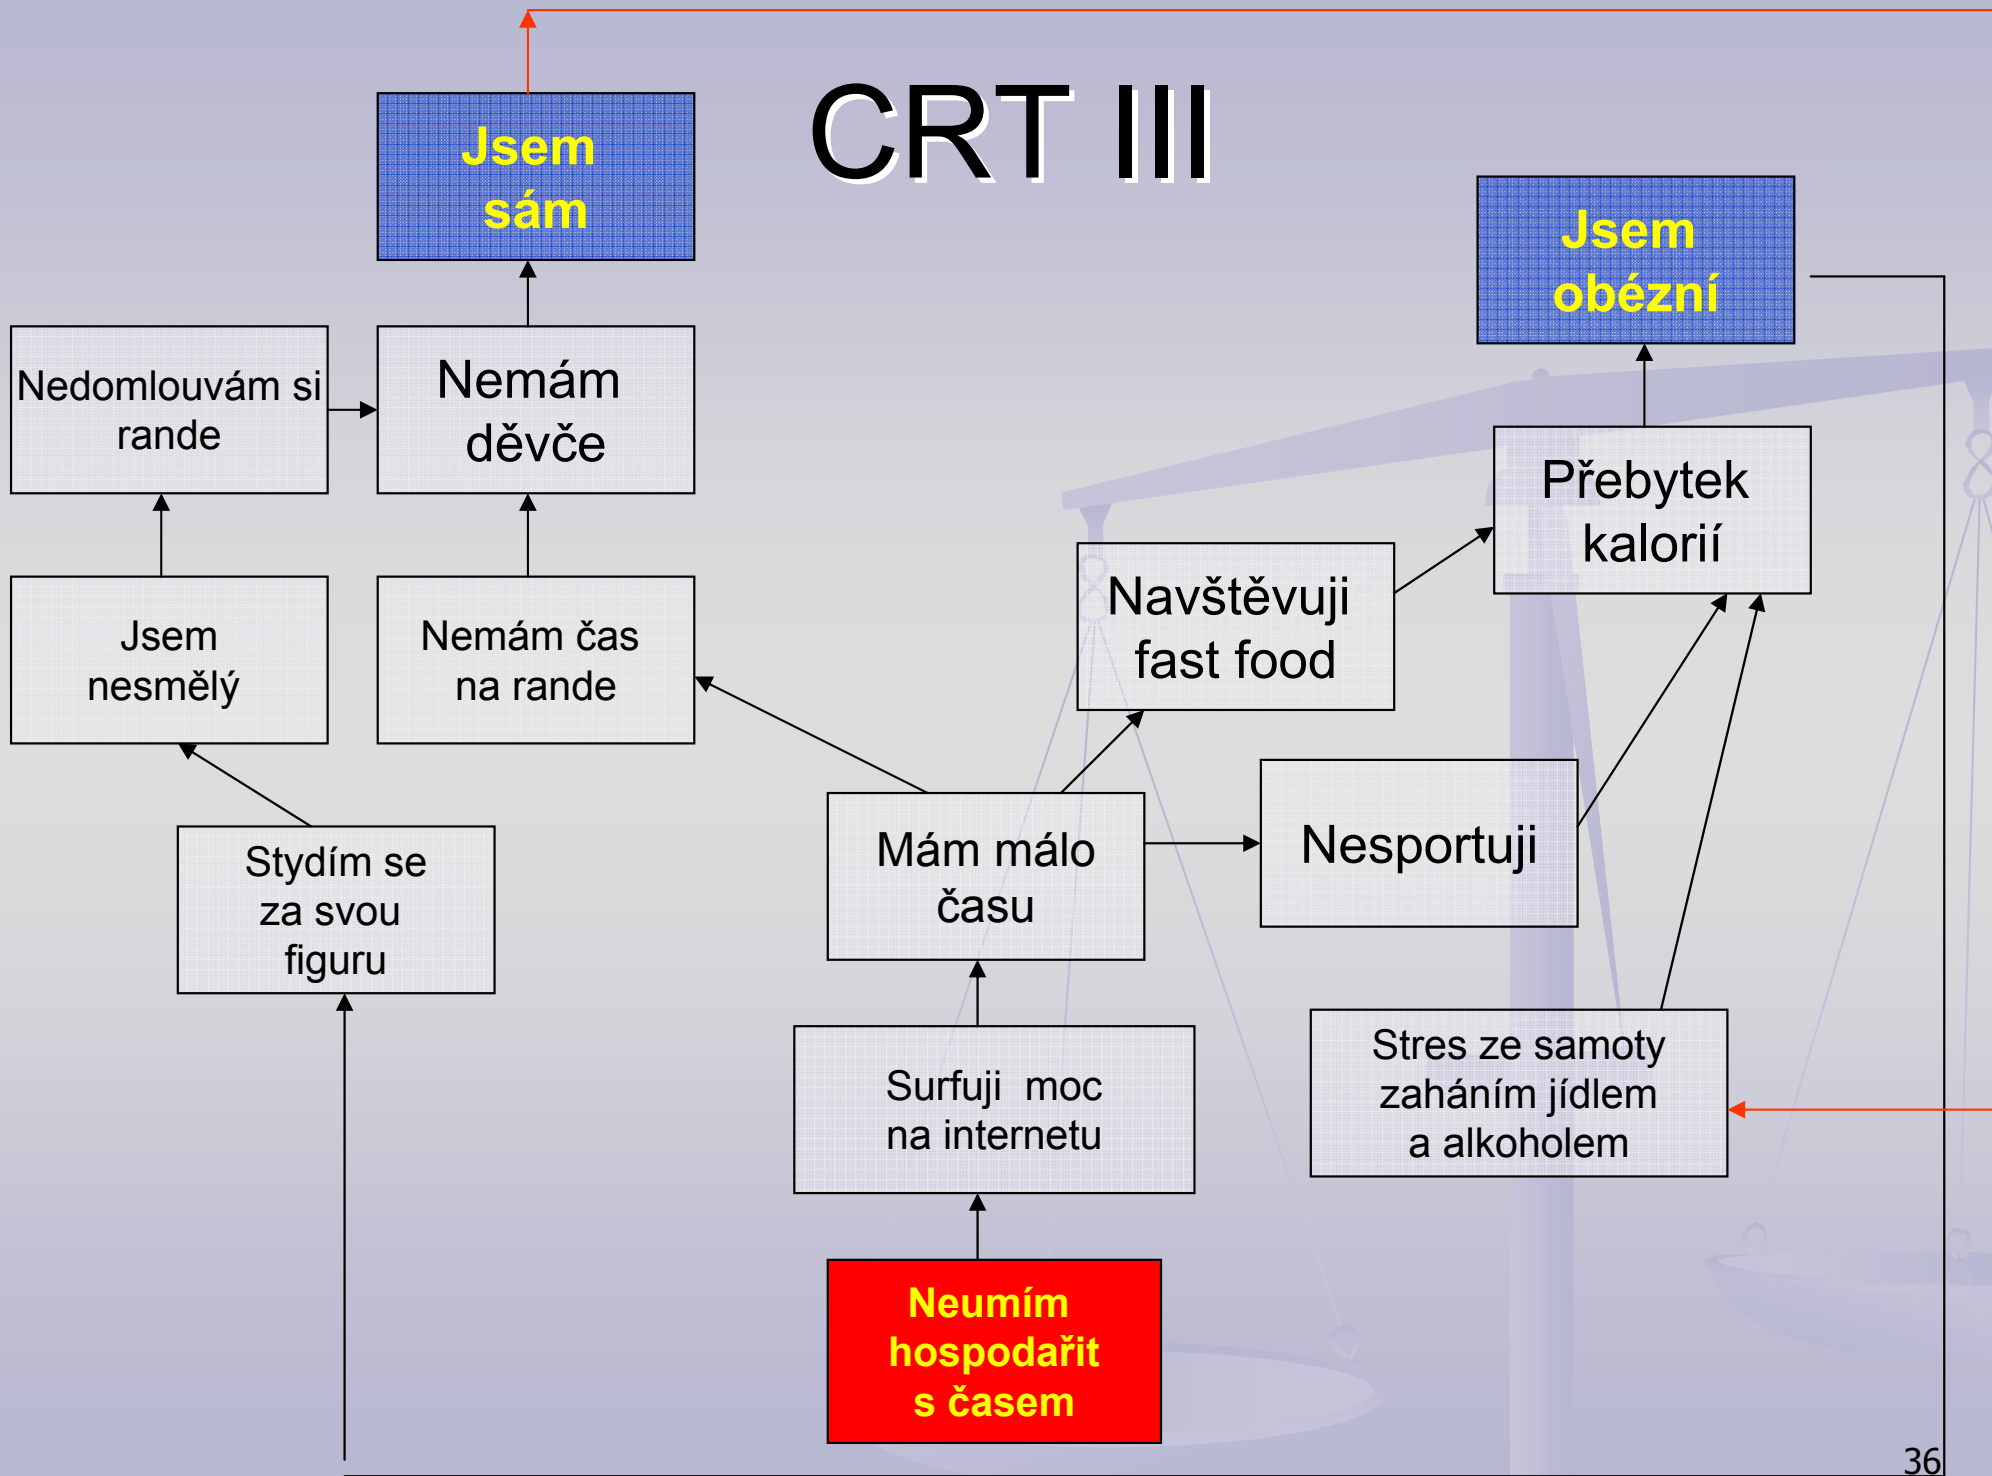 CRT III
Jsem
sám
Jsem
obézní
Nedomlouvám si
rande
Nemám
děvče
Přebytek
kalorií
Navštěvuji
fast food
Jsem
nesmělý
Nemám čas
na rande
Stydím se
za svou
figuru
Mám málo
času
Nesportuji
Surfuji moc
na internetu
Stres ze samoty
zaháním jídlem
a alkoholem
Neumím
hospodařit
s časem
36